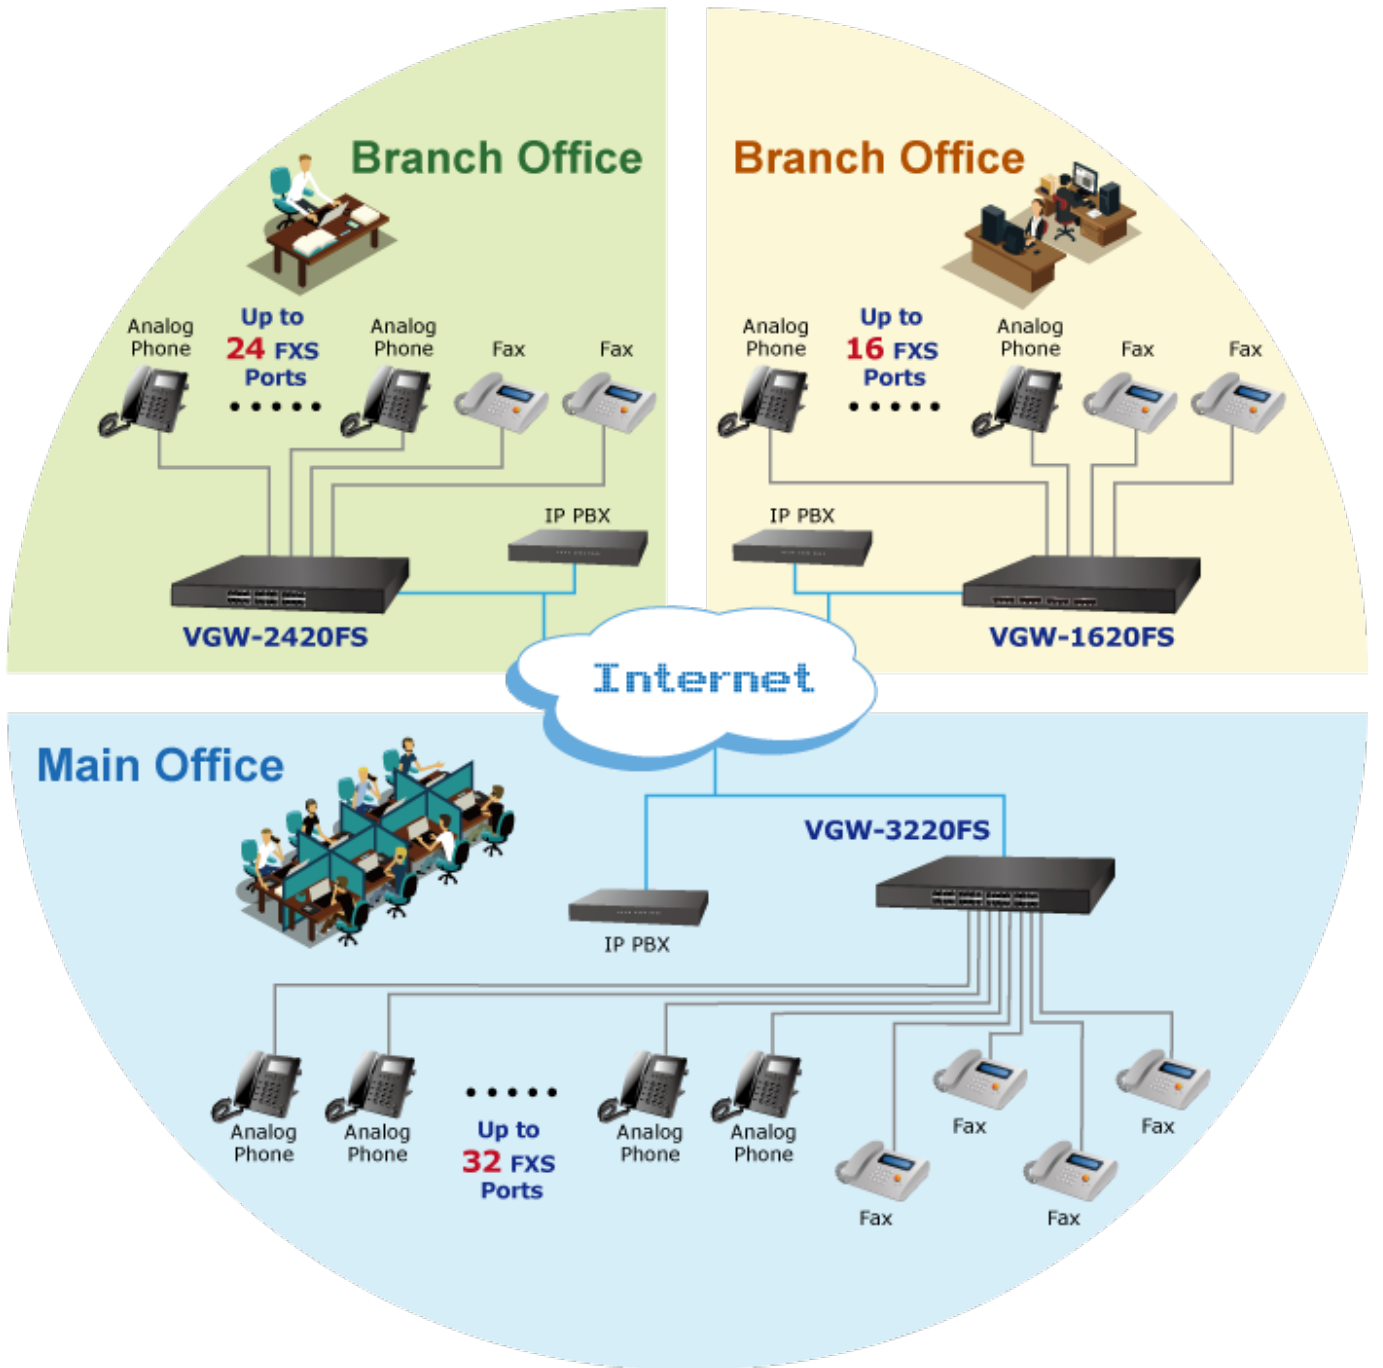 Branch Office
Analog
Phone
Up to
24 FXS
Ports
Analog
Phone
Fax
Fax
IP PBX
VGW-2420FS
Branch Office
Analog
Phone
Up to
16 FXS
Ports
Analog
Phone
Fax
Fax
IP PBX
VGW-1620FS
Internet
Main Office
VGW-3220FS
IP PBX
Analog
Phone
Analog
Phone
Up to
32 FXS
Ports
Analog
Phone
Analog
Phone
Fax
Fax
Fax
Fax